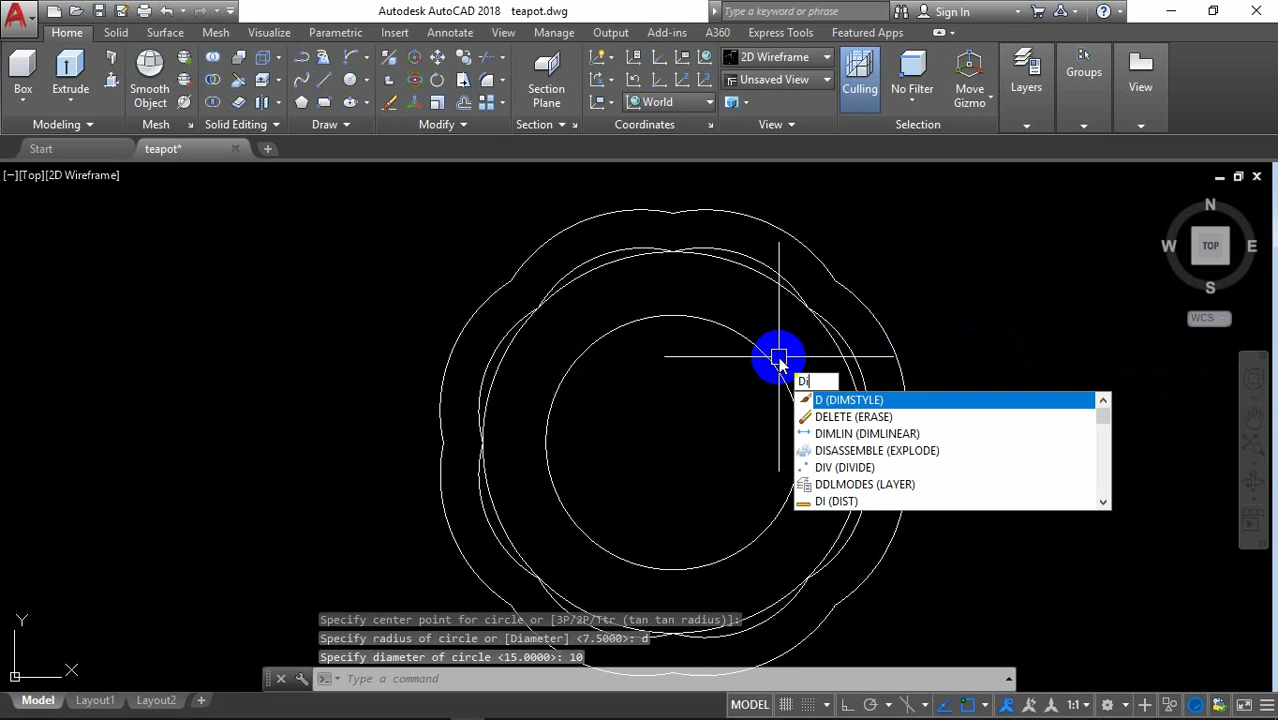 Autodesk AutoCAD 2018 teapot.dwg
Type a keyword or phrase
Sign In
Home Solid Surface Mesh Visualize Parametric Insert Annotate View Manage Output Add-ins A360 Express Tools Featured Apps
Box
Extrude
Smooth
Object
Section
Plane
2D Wireframe
Unsaved View
World
Culling
No Filter
Move
Gizmo
Layers
Groups
View
Modeling
Mesh
Solid Editing
Draw
Modify
Section
Coordinates
View
Selection
Start
teapot*
[−][Top][2D Wireframe]
N
W
TOP
E
S
WCS
Di
D (DIMSTYLE)
DELETE (ERASE)
DIMLIN (DIMLINEAR)
DISASSEMBLE (EXPLODE)
DIV (DIVIDE)
DDLMODES (LAYER)
DI (DIST)
Y
X
Specify center point for circle or [3P/2P/Ttr (tan tan radius)]:
Specify radius of circle or [Diameter] <7.5000>: d
Specify diameter of circle <15.0000>: 10
Type a command
Model Layout1 Layout2
MODEL
1:1